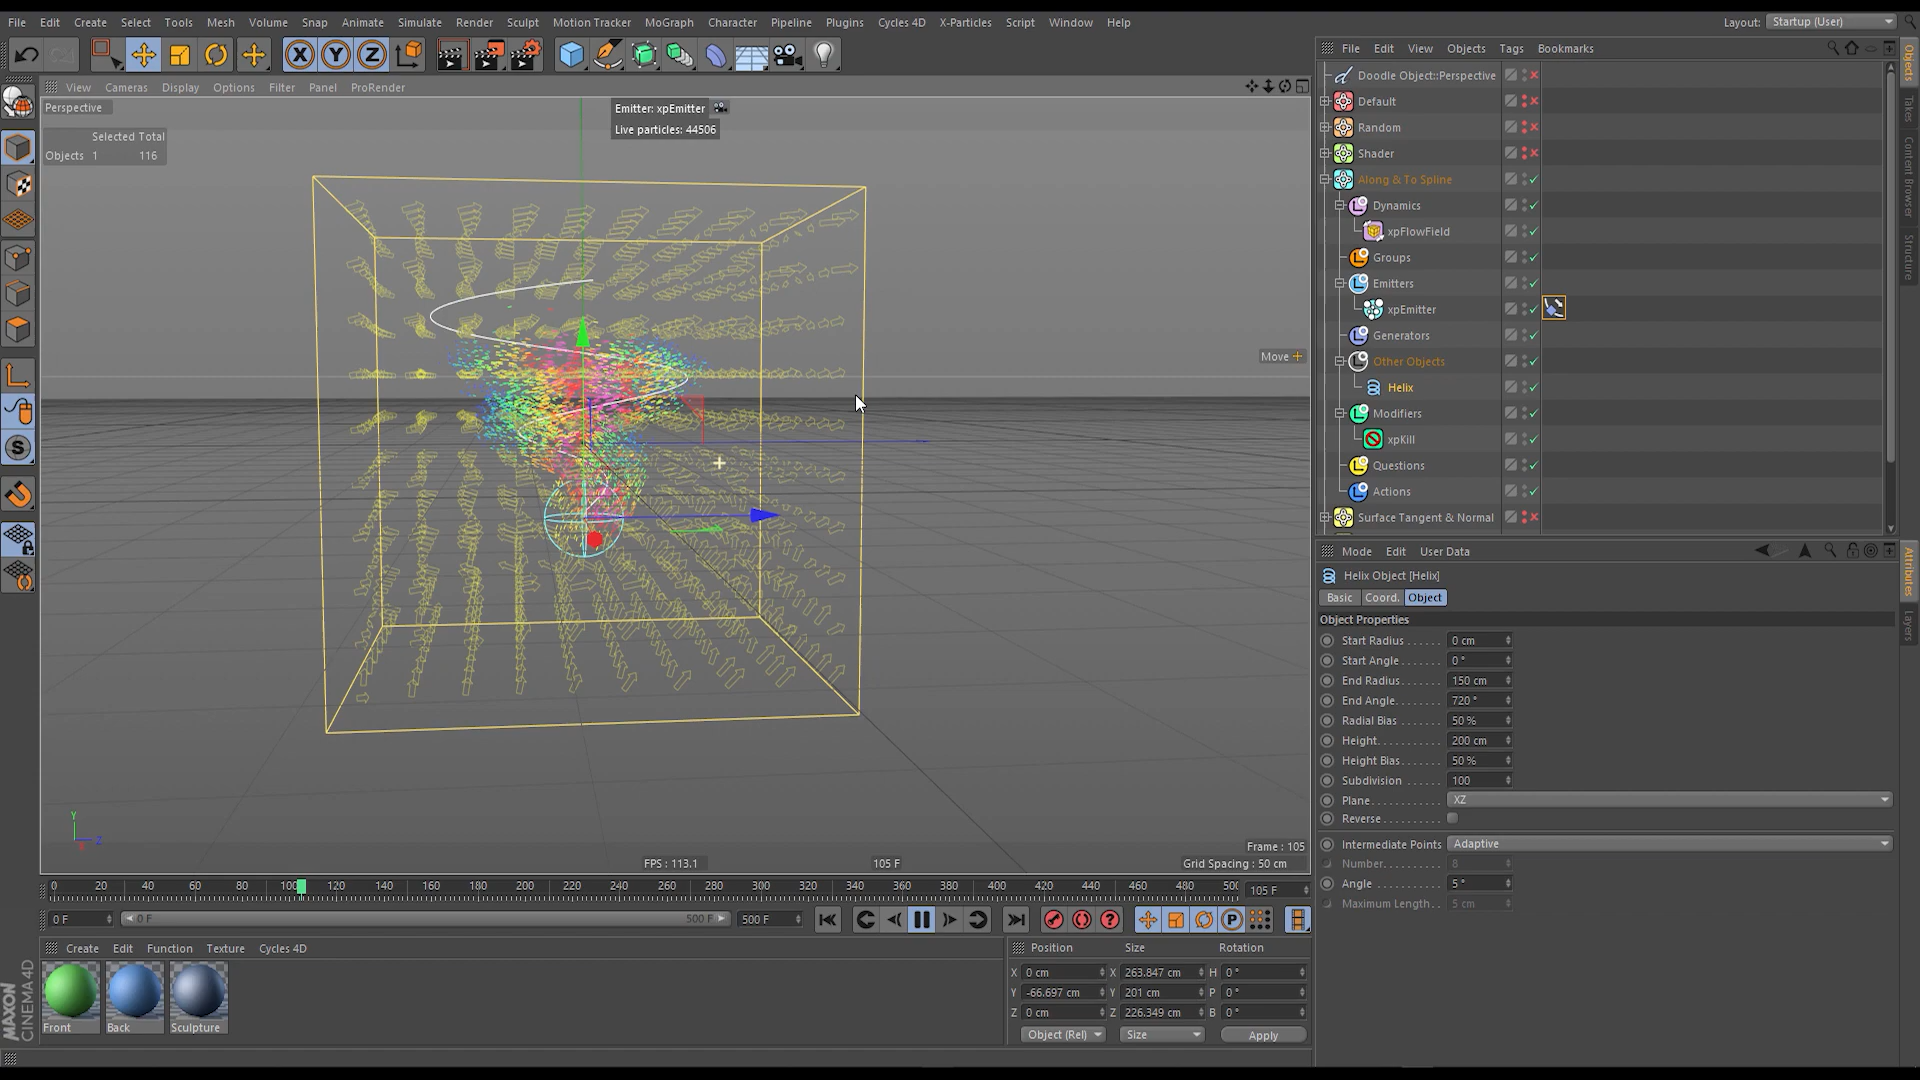 File Edit Create Select Tools Mesh Volume Snap Animate Simulate Render Sculpt Motion Tracker MoGraph Character Pipeline Plugins Cycles 4D X-Particles Script Window Help Layout: Startup (User)
File Edit View Objects Tags Bookmarks
View Cameras Display Options Filter Panel ProRender
Perspective
Emitter: xpEmitter
Live particles: 44506
Selected Total
Objects 1 116
Move
Y
Z
Frame : 105
FPS : 113.1
105 F
Grid Spacing : 50 cm
Doodle Object::Perspective
Default
Random
Shader
Along & To Spline
Dynamics
xpFlowField
Groups
Emitters
xpEmitter
Generators
Other Objects
Helix
Modifiers
xpKill
Questions
Actions
Surface Tangent & Normal
Objects
Takes
Content Browser
Structure
Mode Edit User Data
Helix Object [Helix]
Basic Coord. Object
Object Properties
Start Radius . . . . . . 0 cm
Start Angle . . . . . . . 0 °
End Radius . . . . . . . 150 cm
End Angle. . . . . . . . 720 °
Radial Bias . . . . . . . 50 %
Height. . . . . . . . . . . 200 cm
Height Bias . . . . . . . 50 %
Subdivision . . . . . . . 100
Plane . . . . . . . . . . . . XZ
Reverse . . . . . . . . . .
Intermediate Points Adaptive
Number. . . . . . . . . . 8
Angle . . . . . . . . . . . 5 °
Maximum Length . . 5 cm
Attributes
Layers
0 20 40 60 80 100 120 140 160 180 200 220 240 260 280 300 320 340 360 380 400 420 440 460 480 500 105 F
0 F 0 F 500 F 500 F
Create Edit Function Texture Cycles 4D
Front Back Sculpture
Position Size Rotation
X 0 cm X 263.847 cm H 0 °
Y -66.697 cm Y 201 cm P 0 °
Z 0 cm Z 226.349 cm B 0 °
Object (Rel) Size Apply
MAXON CINEMA 4D